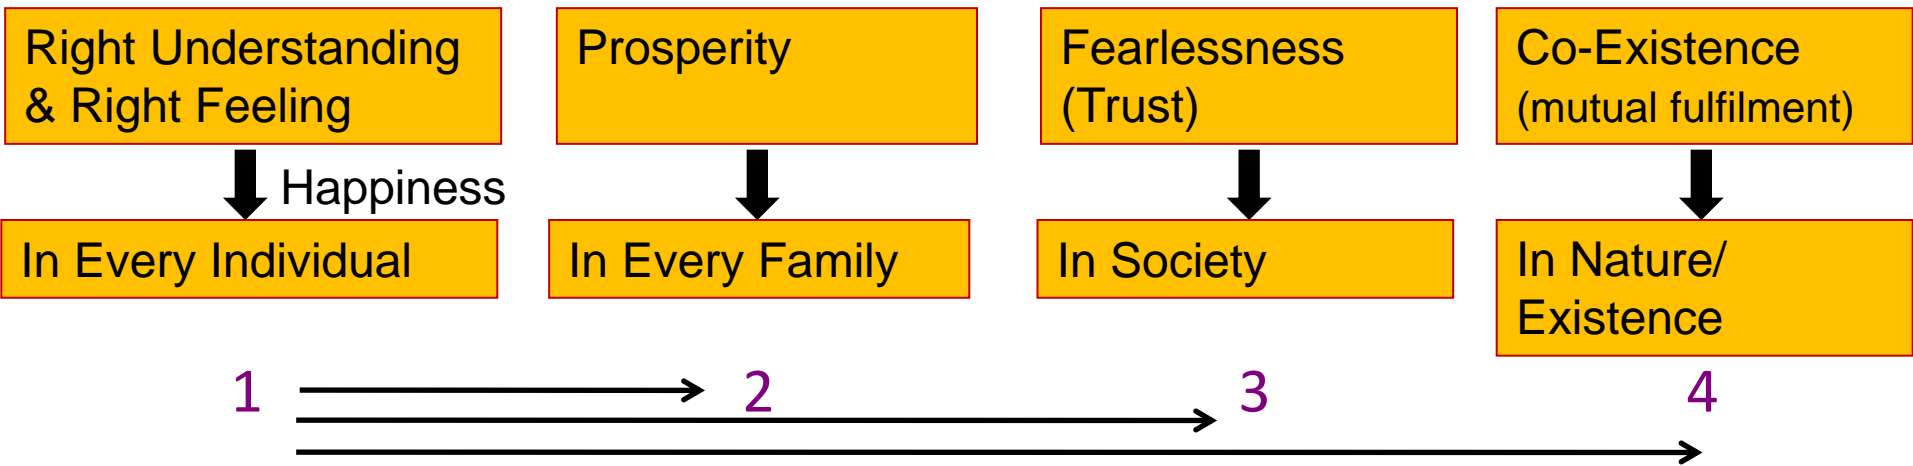 Right Understanding
& Right Feeling
Prosperity
Fearlessness
(Trust)
Co-Existence
(mutual fulfilment)
Happiness
In Every Individual
In Every Family
In Society
In Nature/
Existence
1
2
3
4